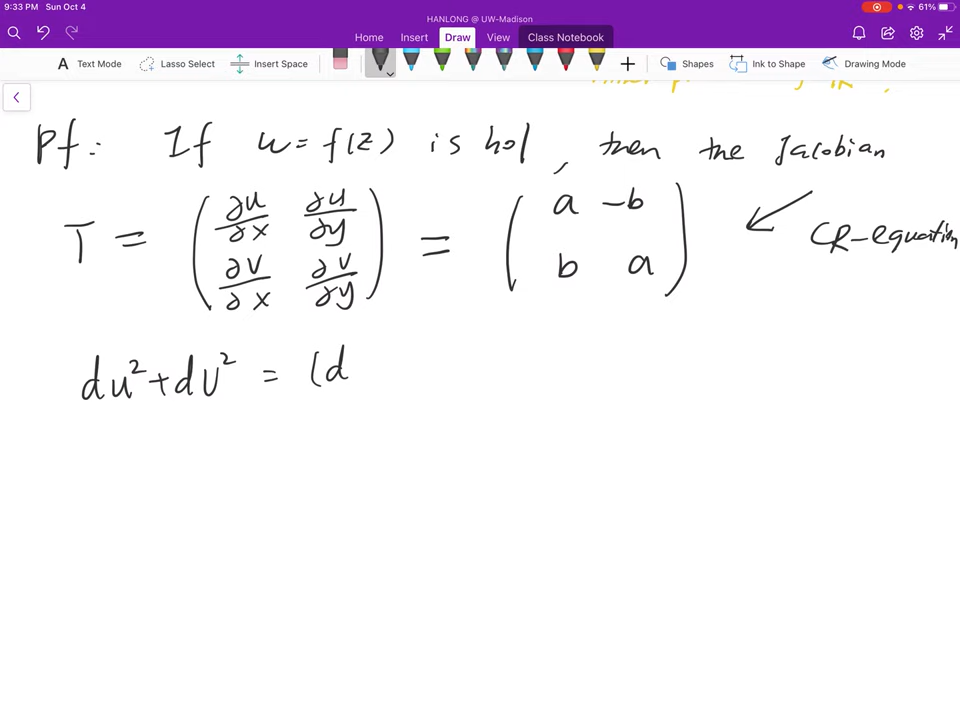 9:33 PM Sun Oct 4 61%
HANLONG @ UW-Madison
Home Insert Draw View Class Notebook
Text Mode Lasso Select Insert Space + Shapes Ink to Shape Drawing Mode
Pf: If w = f(z) is hol, then the Jacobian
T = ( ∂u/∂x ∂u/∂y ; ∂v/∂x ∂v/∂y ) = ( a -b ; b a ) ↙ CR-equation
du² + dv² = (d